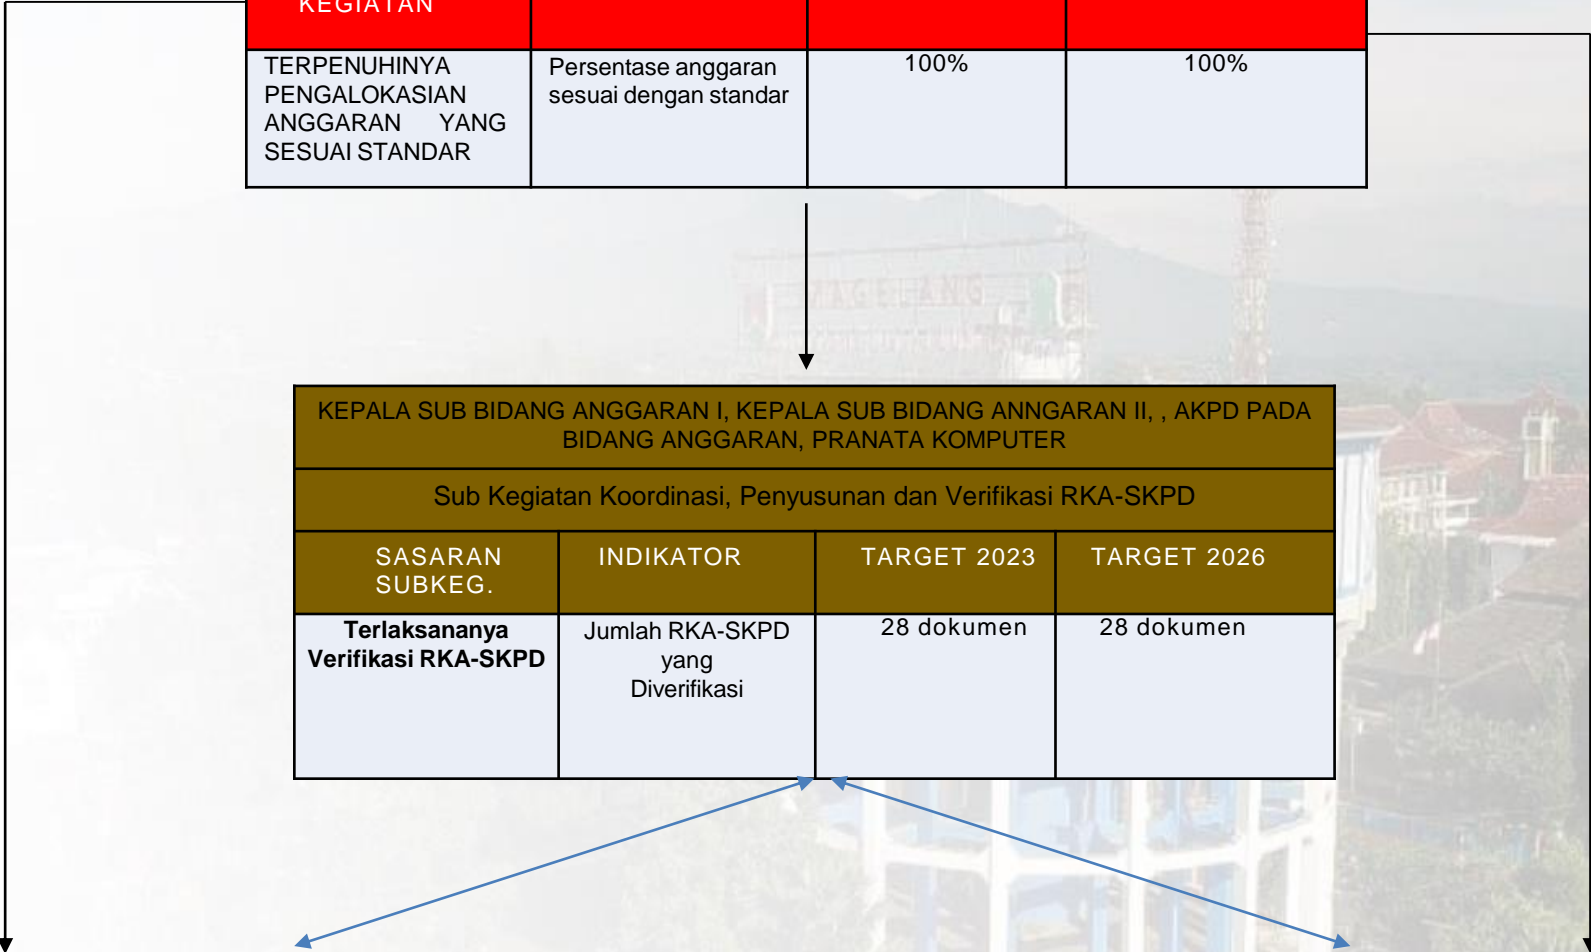 KEGIATAN
TERPENUHINYA
PENGALOKASIAN
ANGGARAN YANG
SESUAI STANDAR
Persentase anggaran
sesuai dengan standar
100%
100%
MAGELANG
KEPALA SUB BIDANG ANGGARAN I, KEPALA SUB BIDANG ANNGARAN II, , AKPD PADA
BIDANG ANGGARAN, PRANATA KOMPUTER
Sub Kegiatan Koordinasi, Penyusunan dan Verifikasi RKA-SKPD
SASARAN
SUBKEG.
INDIKATOR
TARGET 2023
TARGET 2026
Terlaksananya
Verifikasi RKA-SKPD
Jumlah RKA-SKPD
yang
Diverifikasi
28 dokumen
28 dokumen